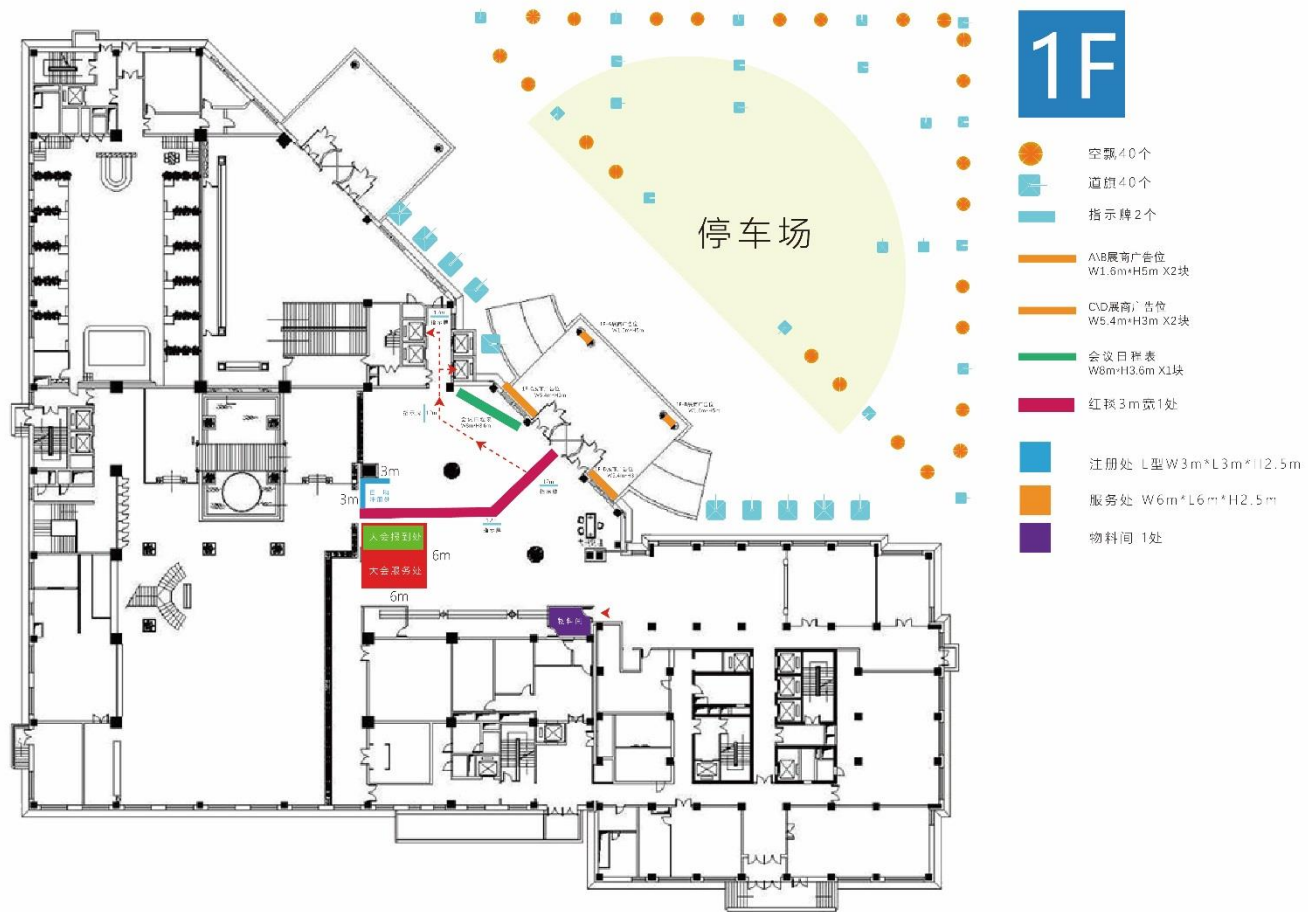 1F
空飘40个
道旗40个
指示牌2个
A\B展商广告位
W1.6m*H5m X2块
C\D展商广告位
W5.4m*H3m X2块
会议日程表
W8m*H3.6m X1块
红毯3m宽1处
注册处 L型W3m*L3m*H2.5m
服务处 W6m*L6m*H2.5m
物料间 1处
停车场
3m
3m
大会报到处
6m
大会服务处
6m
物料间